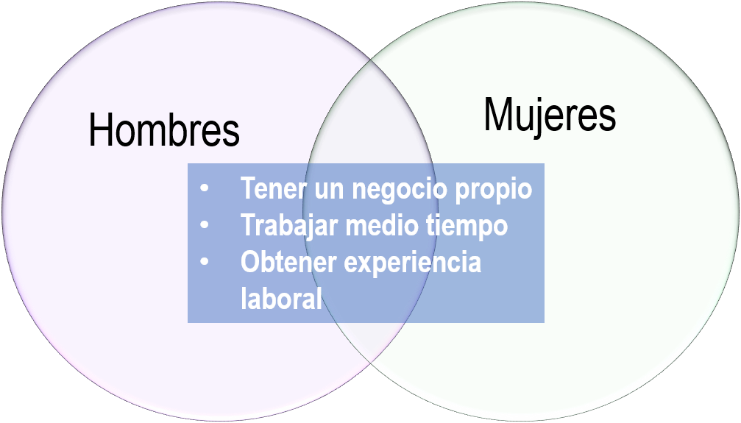 Hombres
Mujeres
• Tener un negocio propio
• Trabajar medio tiempo
• Obtener experiencia
laboral